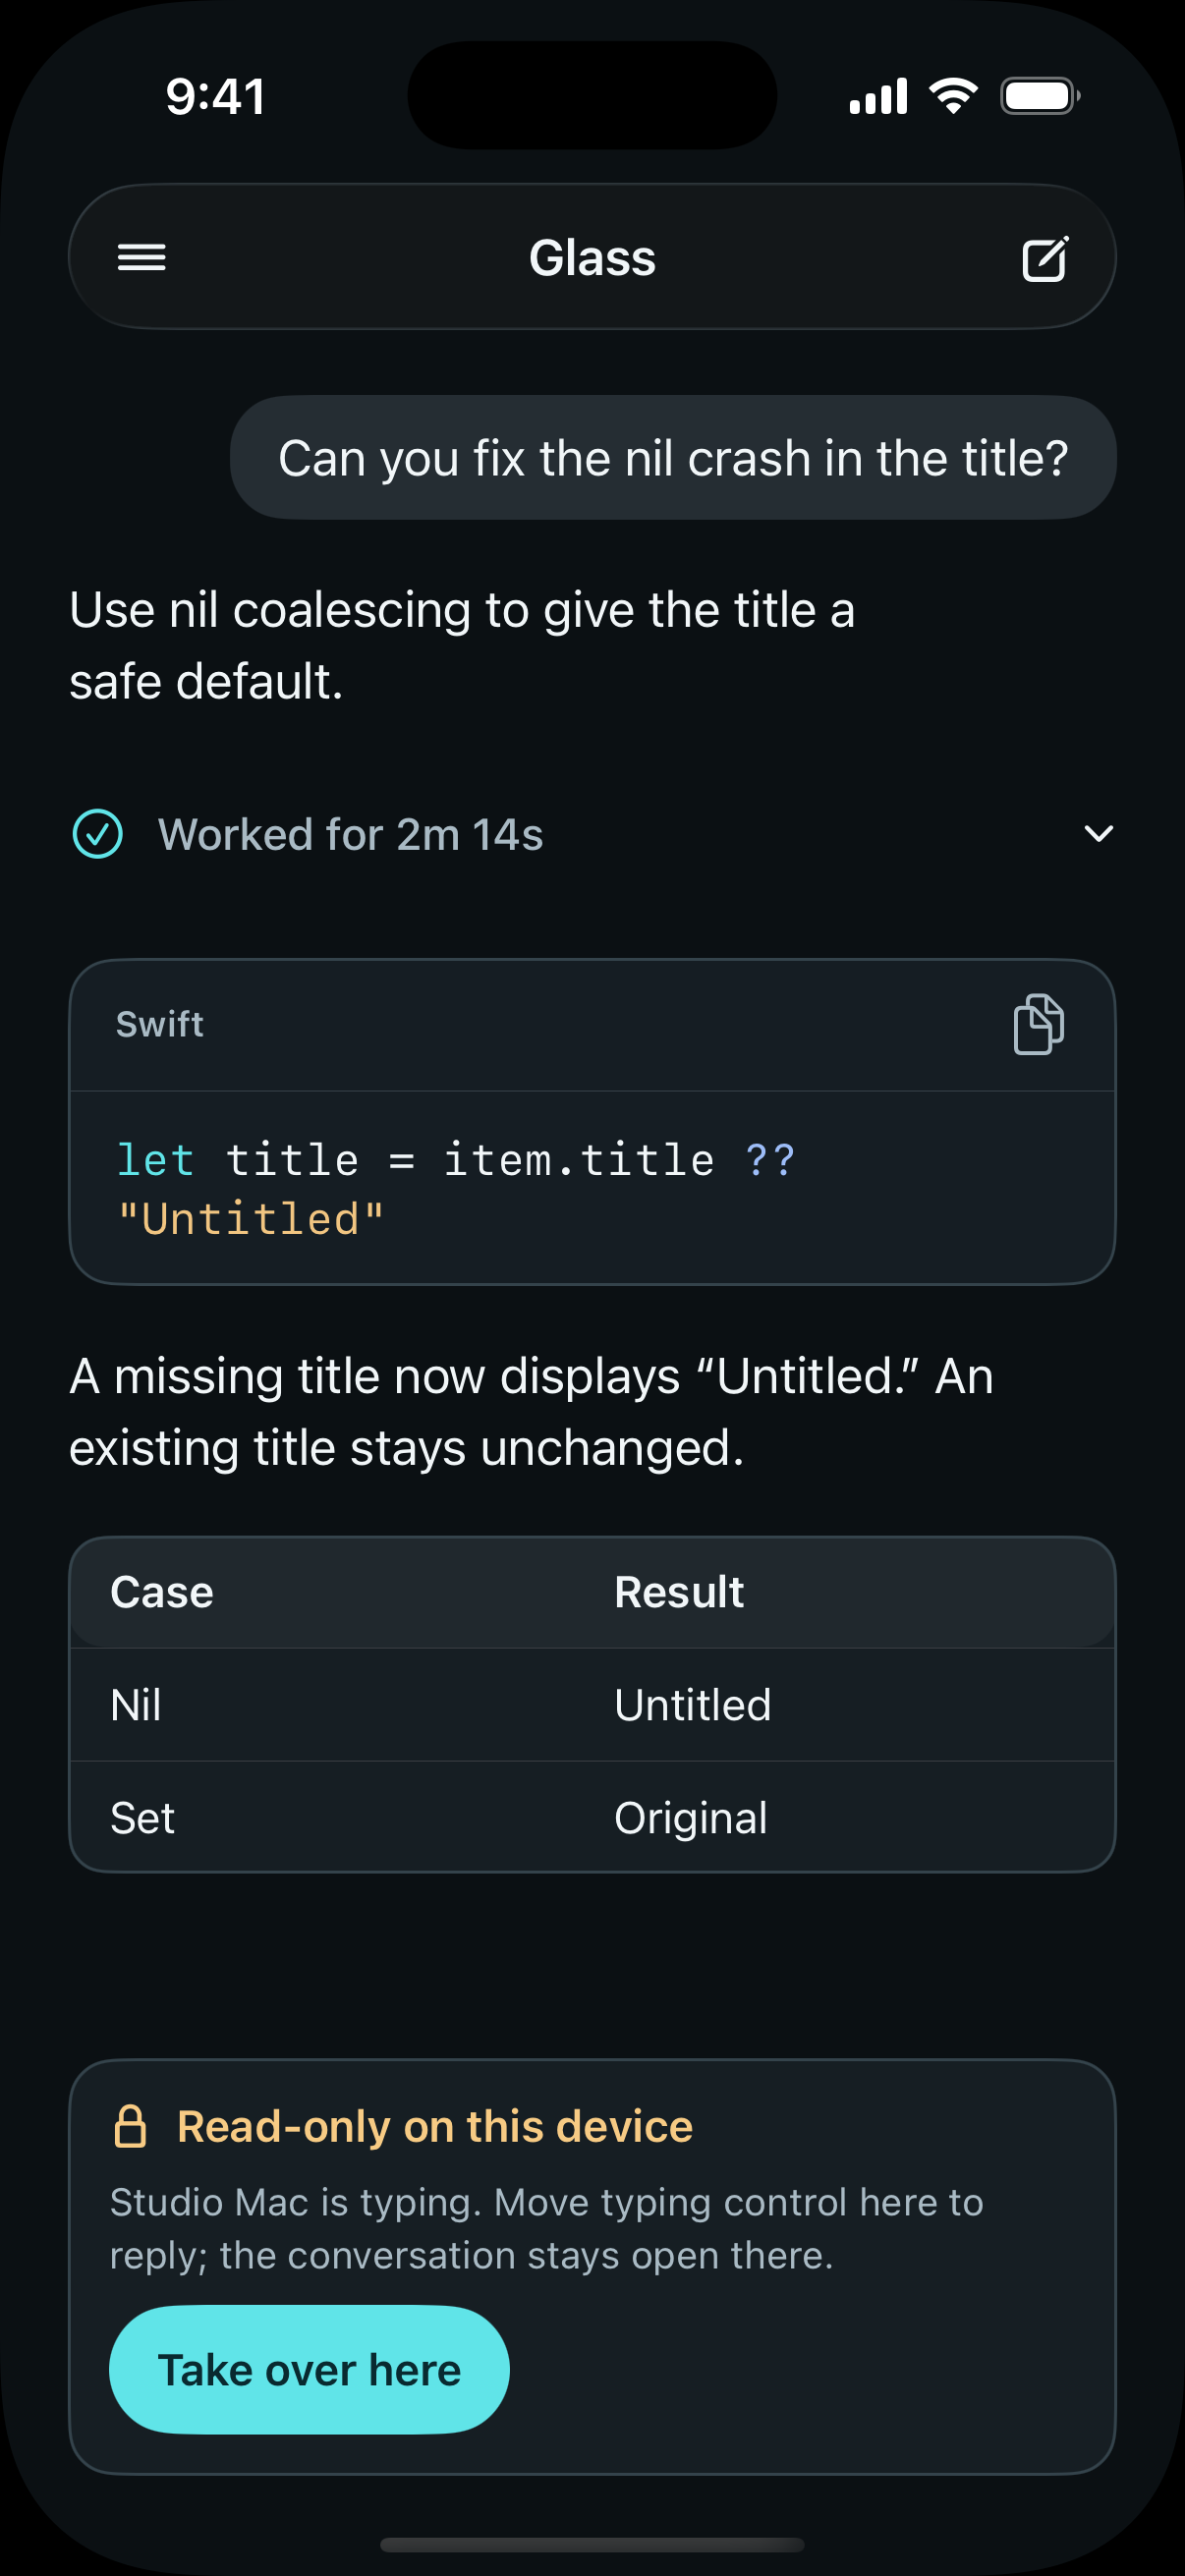 9:41
Glass
Can you fix the nil crash in the title?
Use nil coalescing to give the title a
safe default.
Worked for 2m 14s
Swift
let title = item.title ??
"Untitled"
A missing title now displays “Untitled.” An
existing title stays unchanged.
Case Result
Nil Untitled
Set Original
Read-only on this device
Studio Mac is typing. Move typing control here to
reply; the conversation stays open there.
Take over here